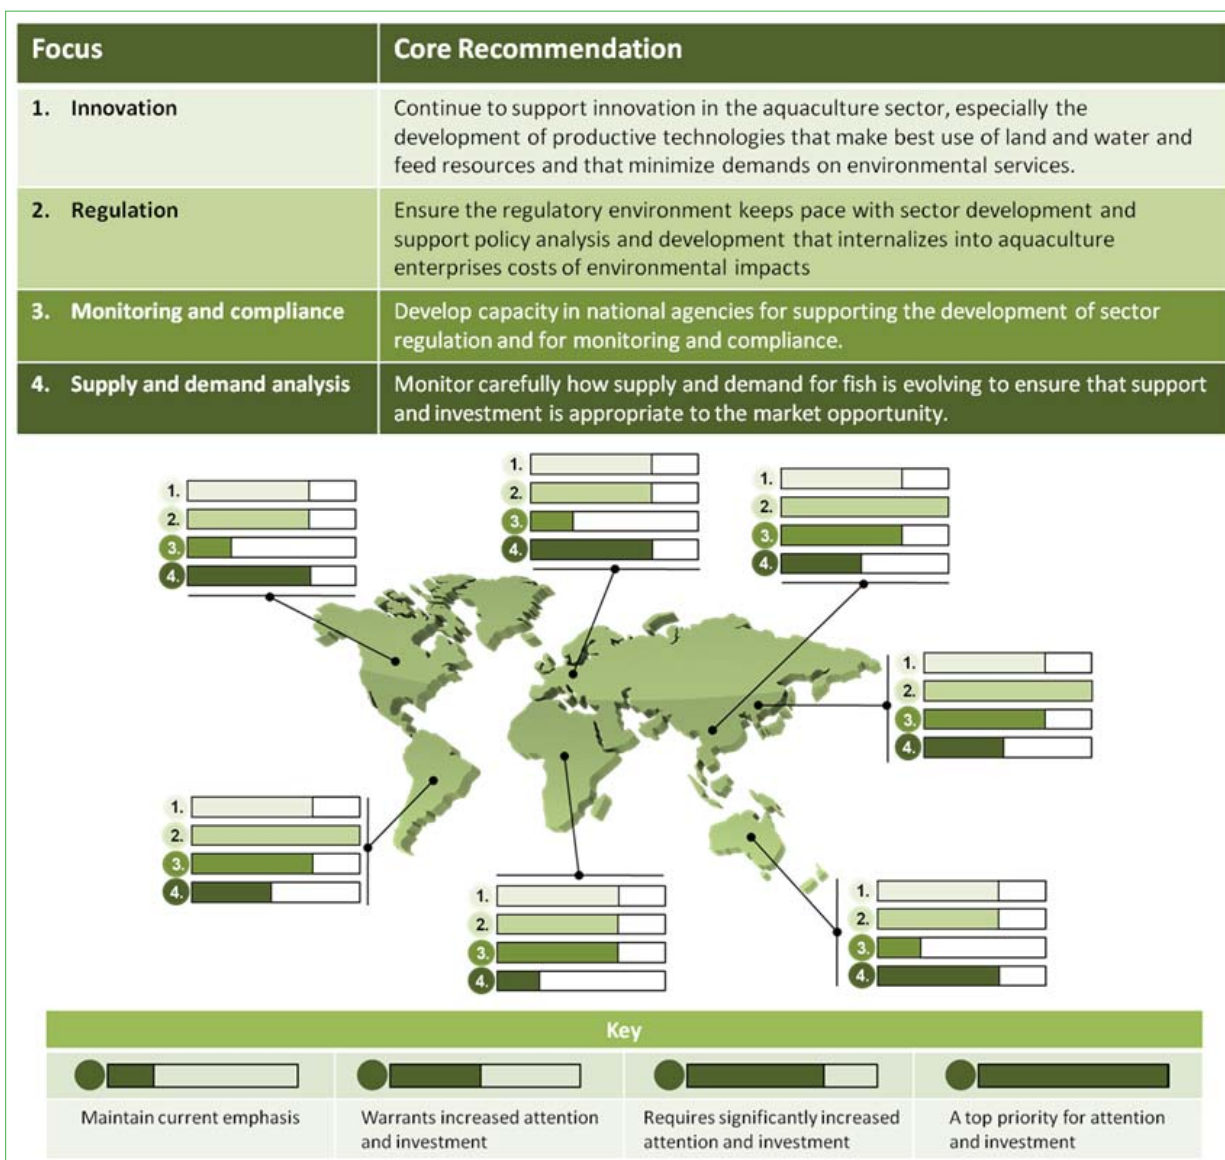 Focus
Core Recommendation
1. Innovation
Continue to support innovation in the aquaculture sector, especially the
development of productive technologies that make best use of land and water and
feed resources and that minimize demands on environmental services.
2. Regulation
Ensure the regulatory environment keeps pace with sector development and
support policy analysis and development that internalizes into aquaculture
enterprises costs of environmental impacts
3. Monitoring and compliance
Develop capacity in national agencies for supporting the development of sector
regulation and for monitoring and compliance.
4. Supply and demand analysis
Monitor carefully how supply and demand for fish is evolving to ensure that support
and investment is appropriate to the market opportunity.
1.
2.
3.
4.
1.
2.
3.
4.
1.
2.
3.
4.
1.
2.
3.
4.
1.
2.
3.
4.
1.
2.
3.
4.
1.
2.
3.
4.
Key
Maintain current emphasis
Warrants increased attention
and investment
Requires significantly increased
attention and investment
A top priority for attention
and investment